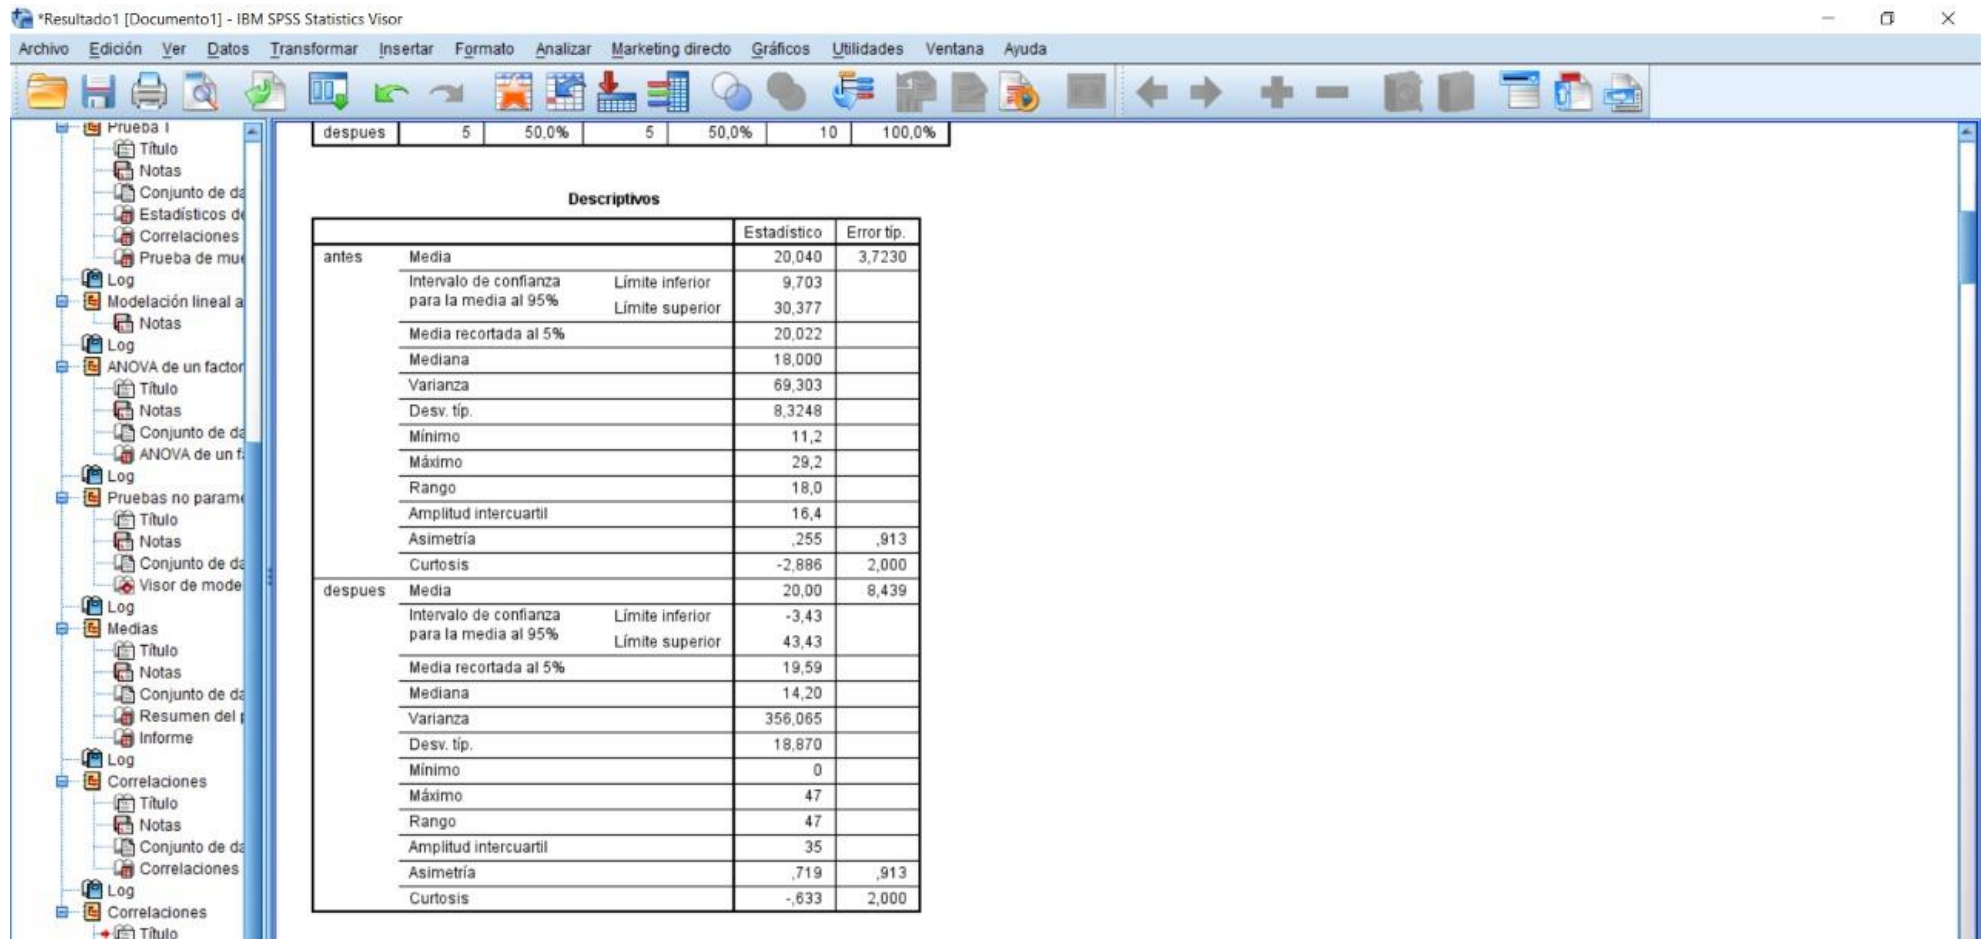 *Resultado1 [Documento1] - IBM SPSS Statistics Visor
Archivo Edición Ver Datos Transformar Insertar Formato Analizar Marketing directo Gráficos Utilidades Ventana Ayuda
Prueba T
Título
Notas
Conjunto de da
Estadísticos de
Correlaciones
Prueba de mue
Log
Modelación lineal a
Notas
Log
ANOVA de un factor
Título
Notas
Conjunto de da
ANOVA de un fa
Log
Pruebas no parame
Título
Notas
Conjunto de da
Visor de mode
Log
Medias
Título
Notas
Conjunto de da
Resumen del p
Informe
Log
Correlaciones
Título
Notas
Conjunto de da
Correlaciones
Log
Correlaciones
Título
despues 5 50,0% 5 50,0% 10 100,0%
Descriptivos
Estadístico Error típ.
antes Media 20,040 3,7230
Intervalo de confianza para la media al 95% Límite inferior 9,703
Límite superior 30,377
Media recortada al 5% 20,022
Mediana 18,000
Varianza 69,303
Desv. típ. 8,3248
Mínimo 11,2
Máximo 29,2
Rango 18,0
Amplitud intercuartil 16,4
Asimetría ,255 ,913
Curtosis -2,886 2,000
despues Media 20,00 8,439
Intervalo de confianza para la media al 95% Límite inferior -3,43
Límite superior 43,43
Media recortada al 5% 19,59
Mediana 14,20
Varianza 356,065
Desv. típ. 18,870
Mínimo 0
Máximo 47
Rango 47
Amplitud intercuartil 35
Asimetría ,719 ,913
Curtosis -,633 2,000